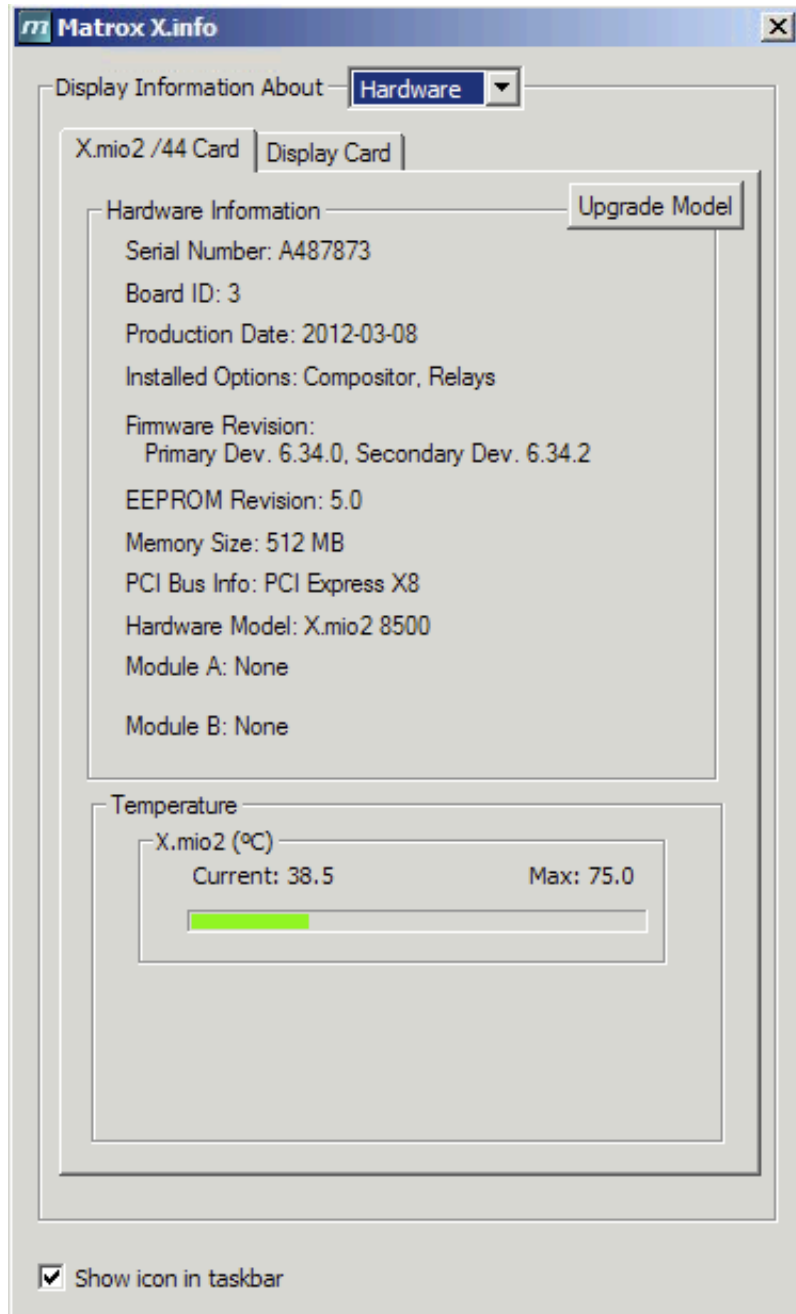 Matrox X.info
Display Information About Hardware
X.mio2 /44 Card Display Card
Upgrade Model
Hardware Information
Serial Number: A487873
Board ID: 3
Production Date: 2012-03-08
Installed Options: Compositor, Relays
Firmware Revision:
Primary Dev. 6.34.0, Secondary Dev. 6.34.2
EEPROM Revision: 5.0
Memory Size: 512 MB
PCI Bus Info: PCI Express X8
Hardware Model: X.mio2 8500
Module A: None
Module B: None
Temperature
X.mio2 (ºC)
Current: 38.5 Max: 75.0
Show icon in taskbar